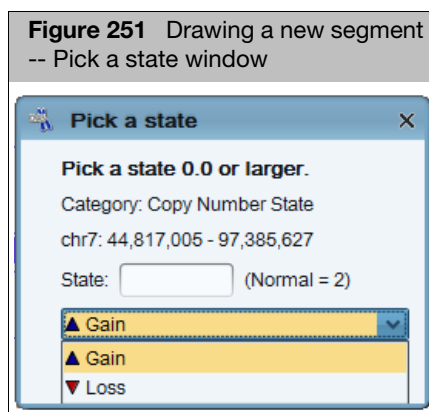 Figure 251 Drawing a new segment
-- Pick a state window
Pick a state
Pick a state 0.0 or larger.
Category: Copy Number State
chr7: 44,817,005 - 97,385,627
State: (Normal = 2)
▲ Gain
▲ Gain
▼ Loss